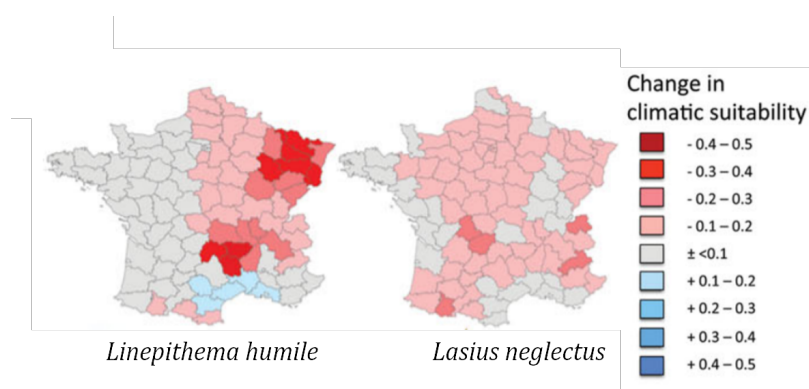 Change in
climatic suitability
- 0.4 – 0.5
- 0.3 – 0.4
- 0.2 – 0.3
- 0.1 – 0.2
± <0.1
+ 0.1 – 0.2
+ 0.2 – 0.3
+ 0.3 – 0.4
+ 0.4 – 0.5
Linepithema humile
Lasius neglectus